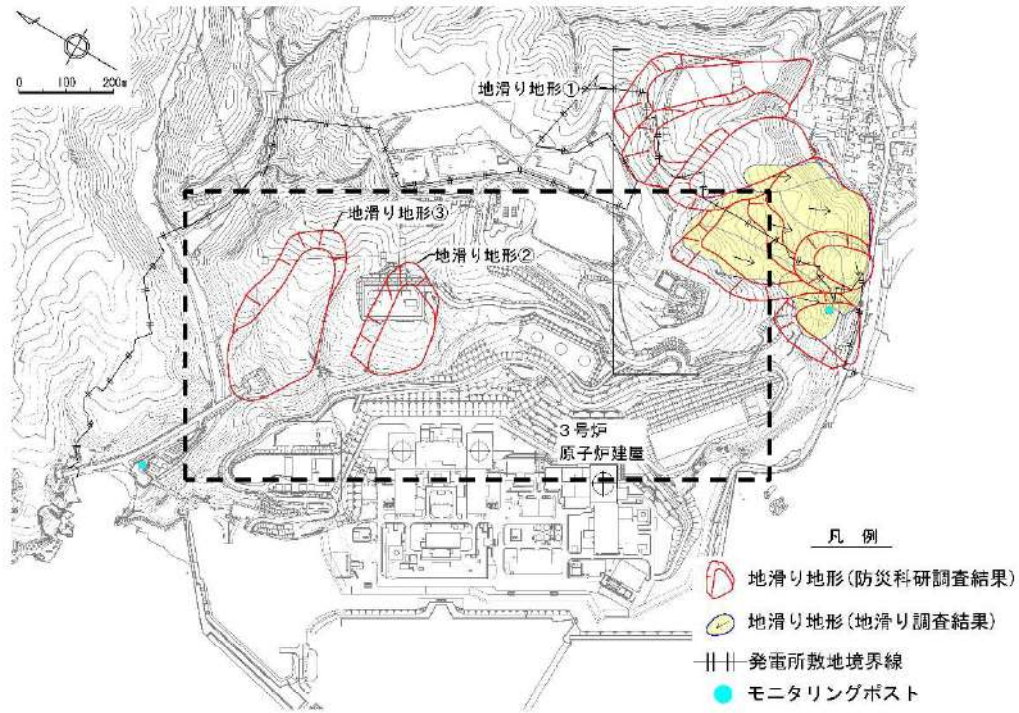 0 100 200m
地滑り地形①
地滑り地形③
地滑り地形②
3号炉
原子炉建屋
凡 例
地滑り地形(防災科研調査結果)
地滑り地形(地滑り調査結果)
発電所敷地境界線
モニタリングポスト